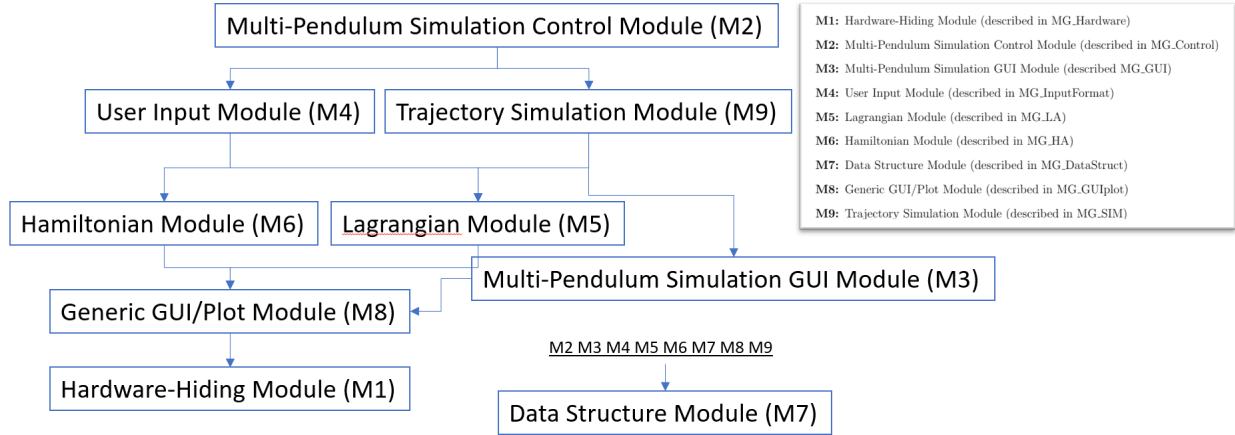 Multi-Pendulum Simulation Control Module (M2)
User Input Module (M4)
Trajectory Simulation Module (M9)
Hamiltonian Module (M6)
Lagrangian Module (M5)
Multi-Pendulum Simulation GUI Module (M3)
Generic GUI/Plot Module (M8)
Hardware-Hiding Module (M1)
M2 M3 M4 M5 M6 M7 M8 M9
Data Structure Module (M7)
M1: Hardware-Hiding Module (described in MG_Hardware)
M2: Multi-Pendulum Simulation Control Module (described in MG_Control)
M3: Multi-Pendulum Simulation GUI Module (described MG_GUI)
M4: User Input Module (described in MG_InputFormat)
M5: Lagrangian Module (described in MG_LA)
M6: Hamiltonian Module (described in MG_HA)
M7: Data Structure Module (described in MG_DataStruct)
M8: Generic GUI/Plot Module (described in MG_GUIplot)
M9: Trajectory Simulation Module (described in MG_SIM)